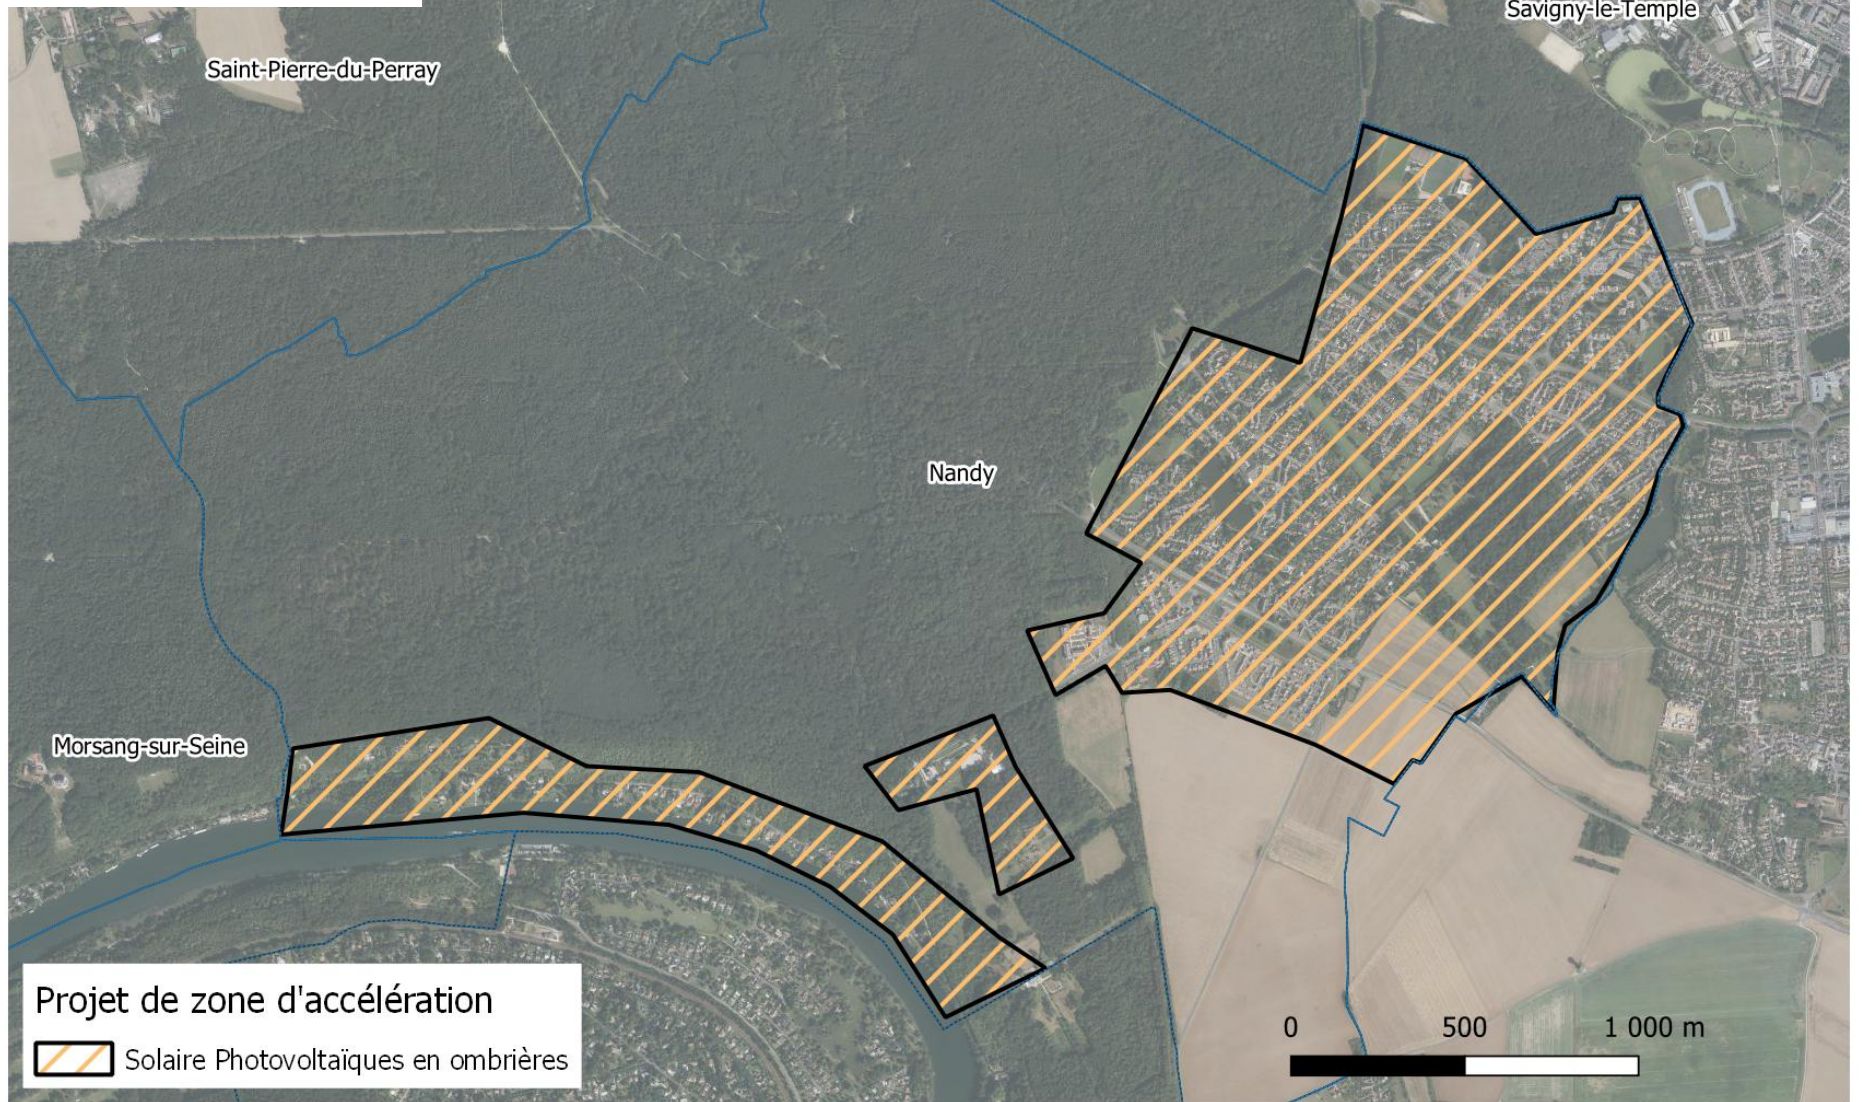 Savigny-le-Temple
Saint-Pierre-du-Perray
Nandy
Morsang-sur-Seine
Projet de zone d'accélération
Solaire Photovoltaïques en ombrières
0 500 1 000 m